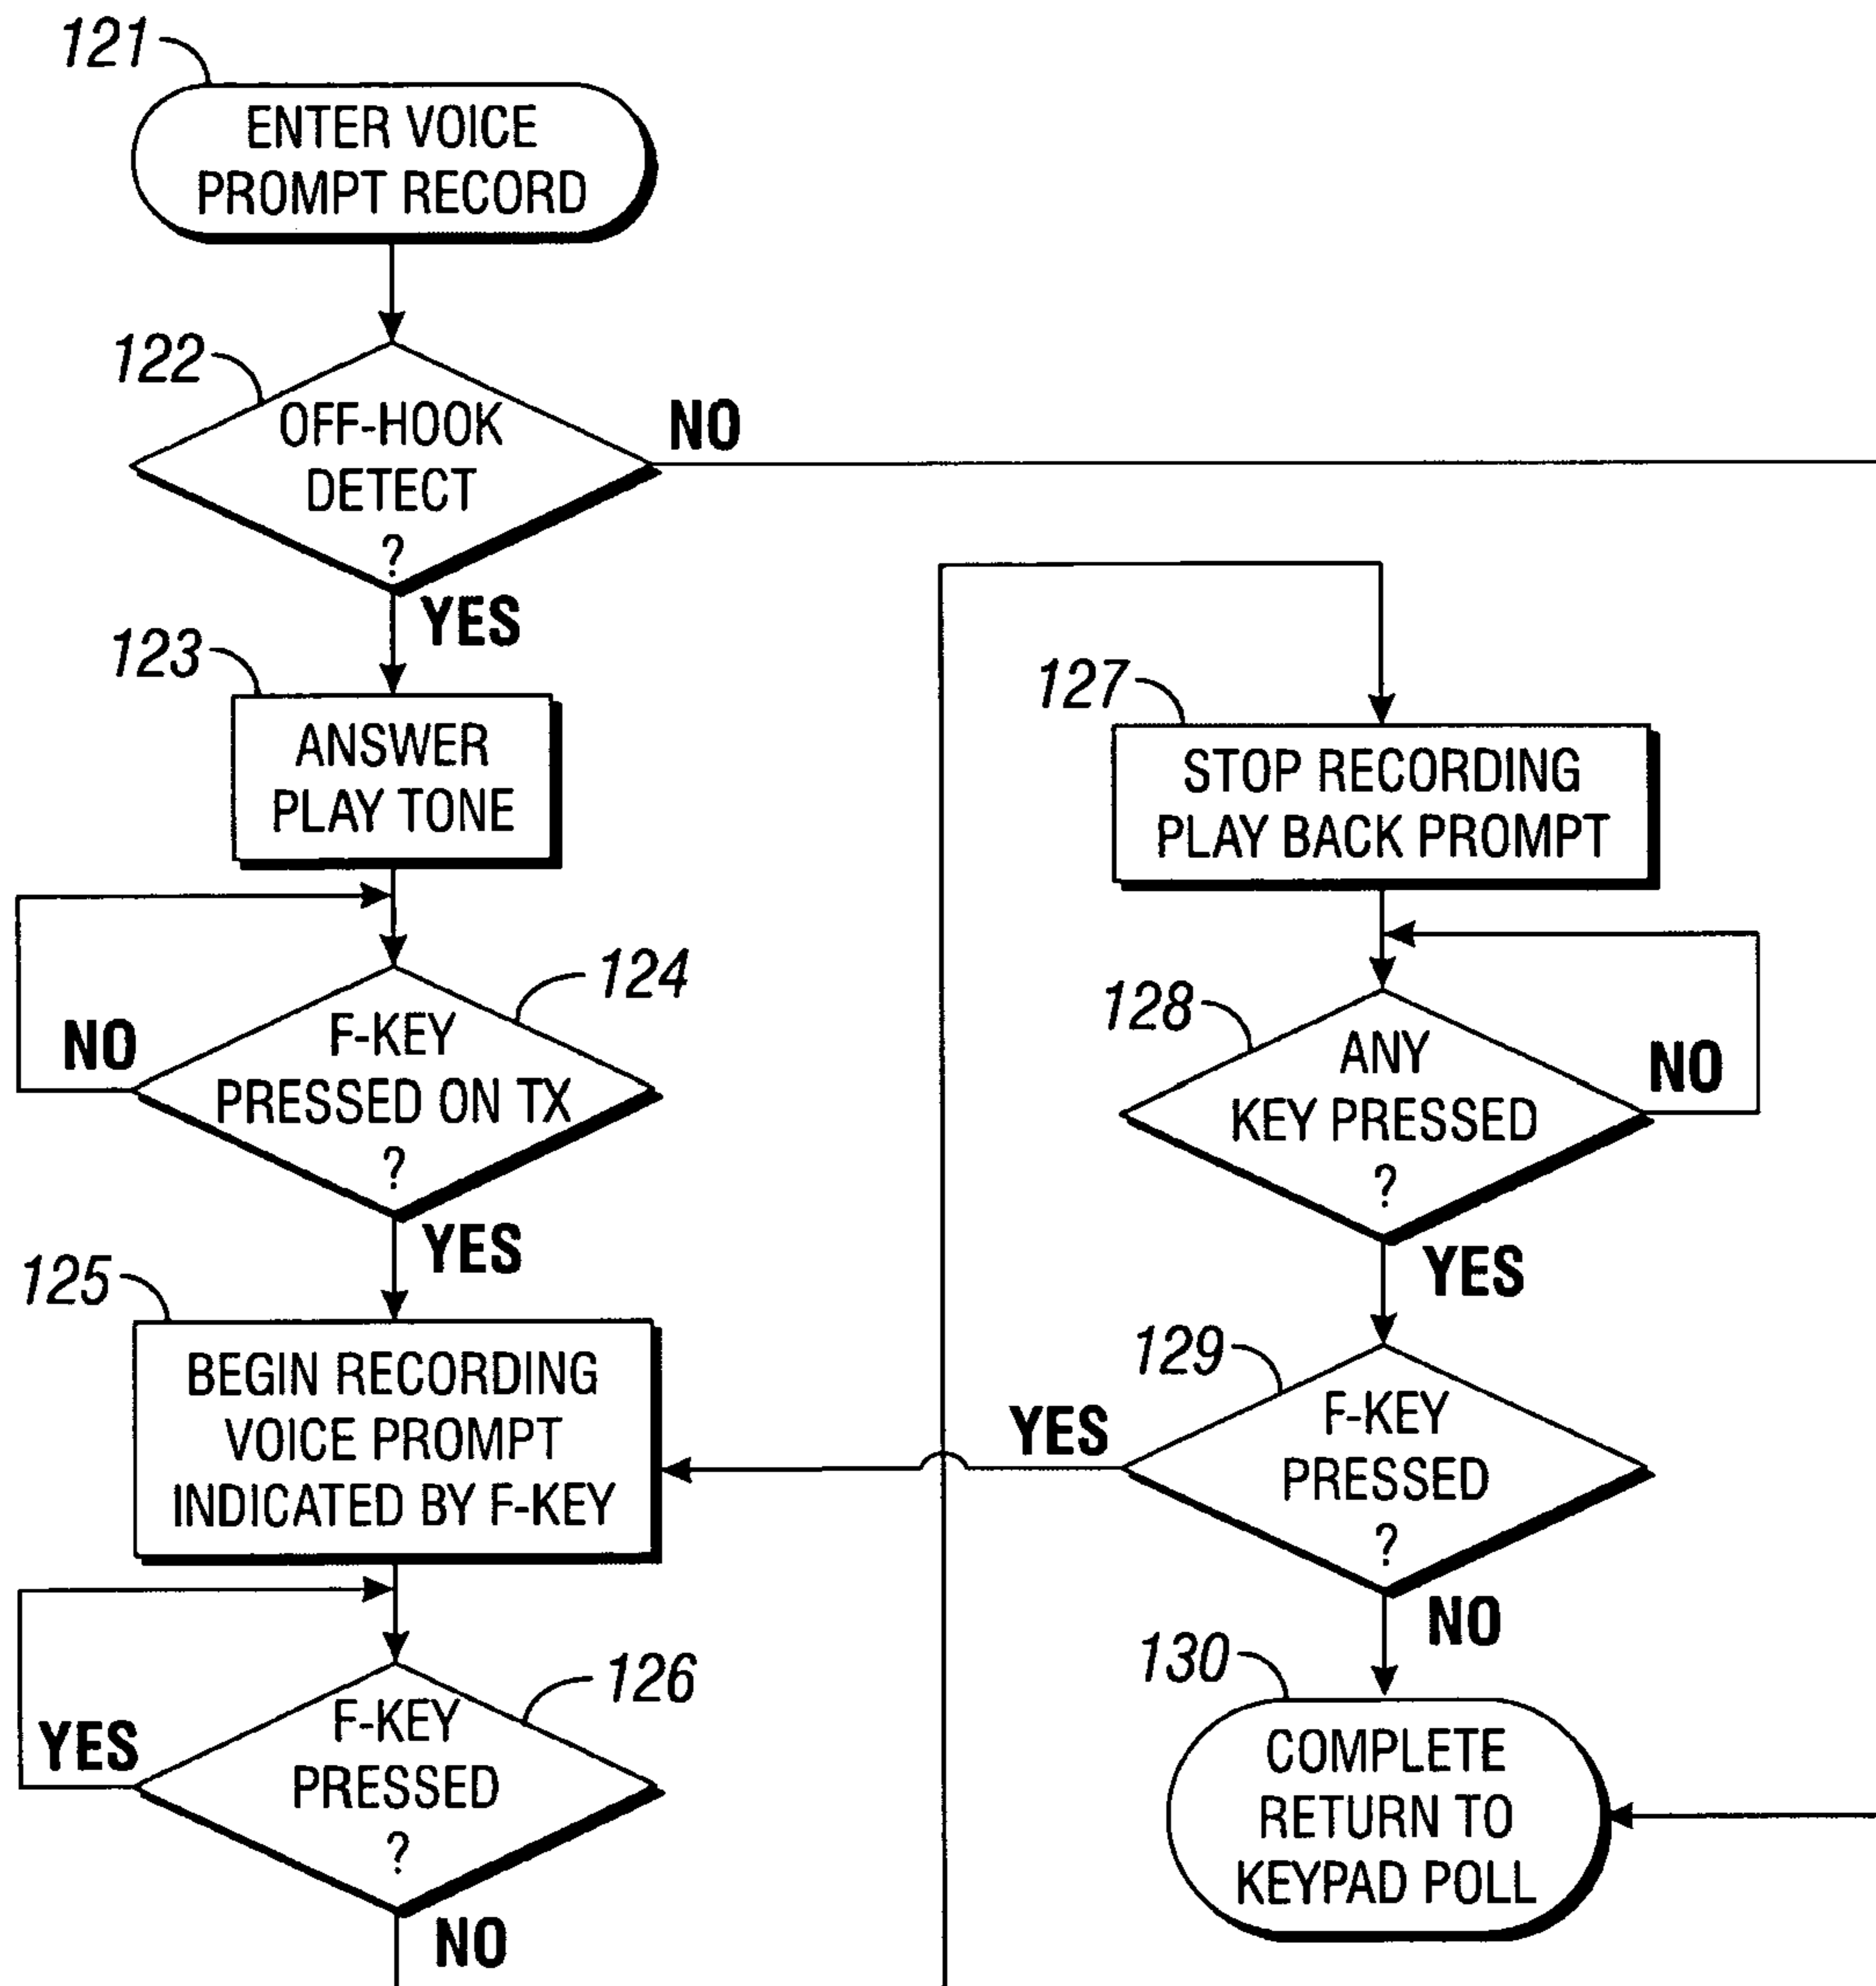 121
ENTER VOICE
PROMPT RECORD
122
OFF-HOOK
DETECT
?
NO
YES
123
ANSWER
PLAY TONE
124
F-KEY
PRESSED ON TX
?
NO
YES
125
BEGIN RECORDING
VOICE PROMPT
INDICATED BY F-KEY
126
F-KEY
PRESSED
?
YES
NO
127
STOP RECORDING
PLAY BACK PROMPT
128
ANY
KEY PRESSED
?
NO
YES
129
F-KEY
PRESSED
?
YES
NO
130
COMPLETE
RETURN TO
KEYPAD POLL